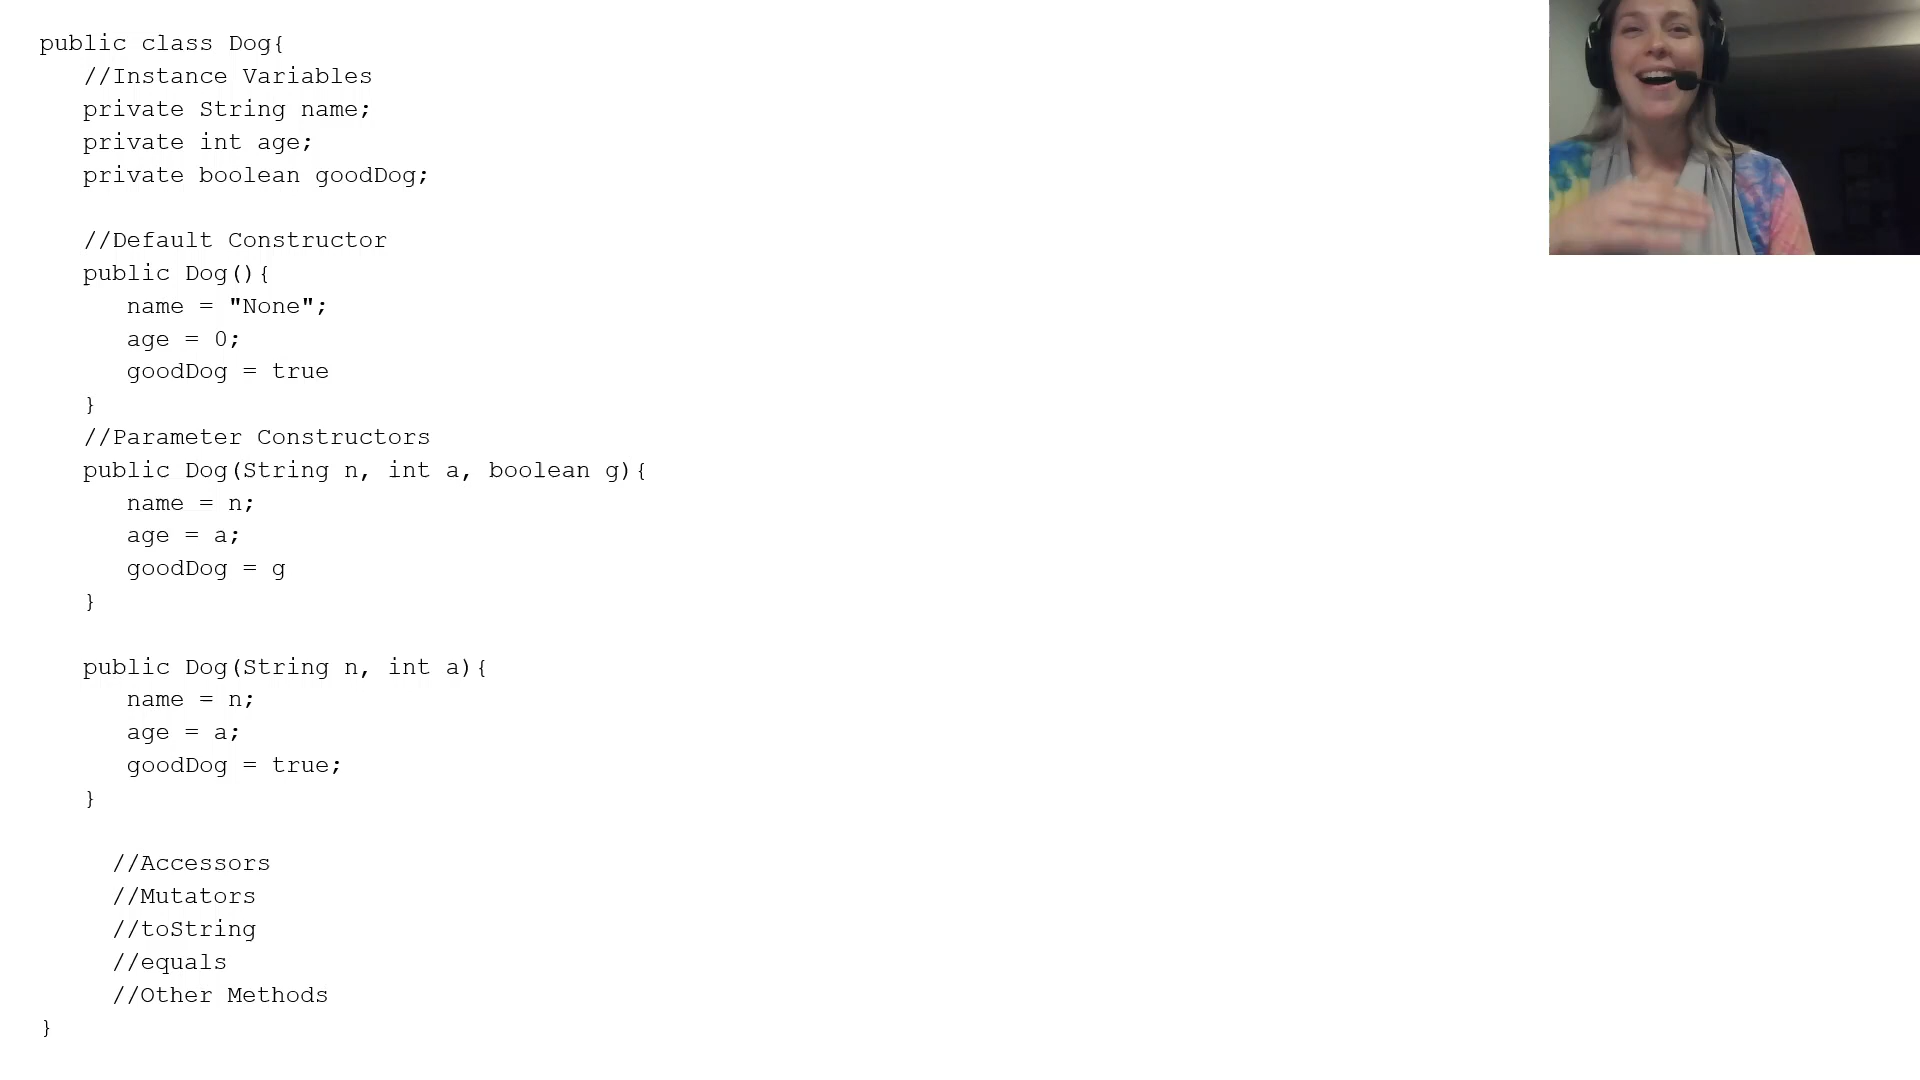 public class Dog{
//Instance Variables
private String name;
private int age;
private boolean goodDog;
//Default Constructor
public Dog(){
name = "None";
age = 0;
goodDog = true
}
//Parameter Constructors
public Dog(String n, int a, boolean g){
name = n;
age = a;
goodDog = g
}
public Dog(String n, int a){
name = n;
age = a;
goodDog = true;
}
//Accessors
//Mutators
//toString
//equals
//Other Methods
}